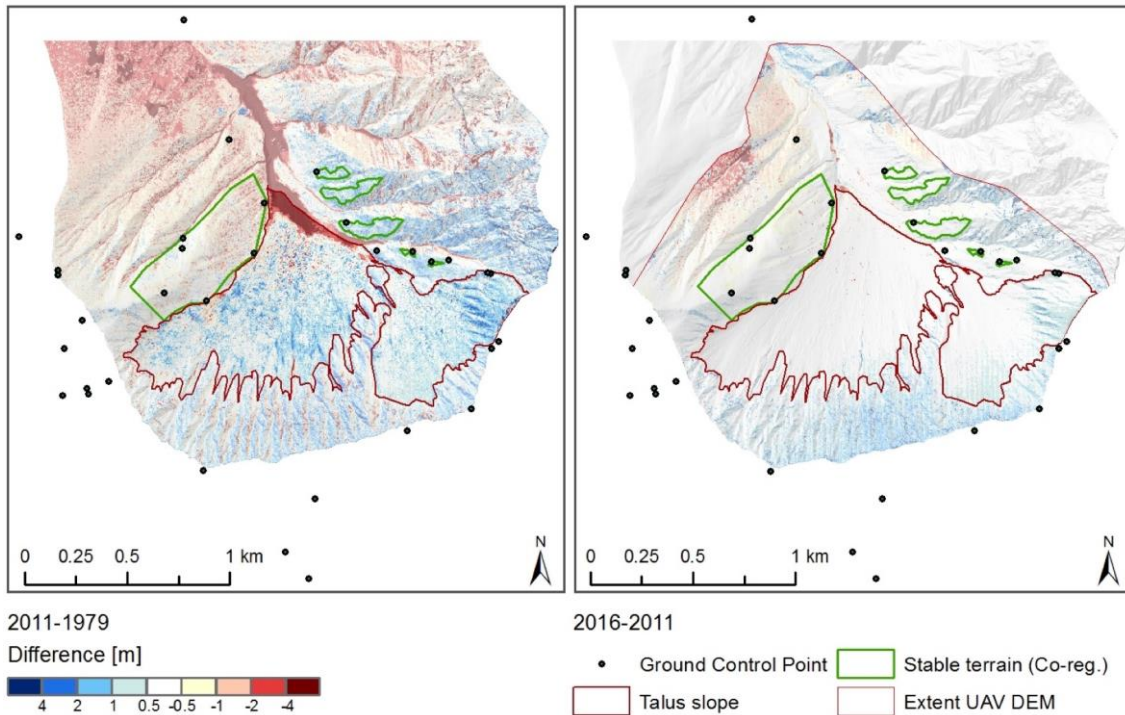 N
0 0.25 0.5 1 km
N
0 0.25 0.5 1 km
2011-1979
Difference [m]
4 2 1 0.5 -0.5 -1 -2 -4
2016-2011
Ground Control Point
Stable terrain (Co-reg.)
Talus slope
Extent UAV DEM